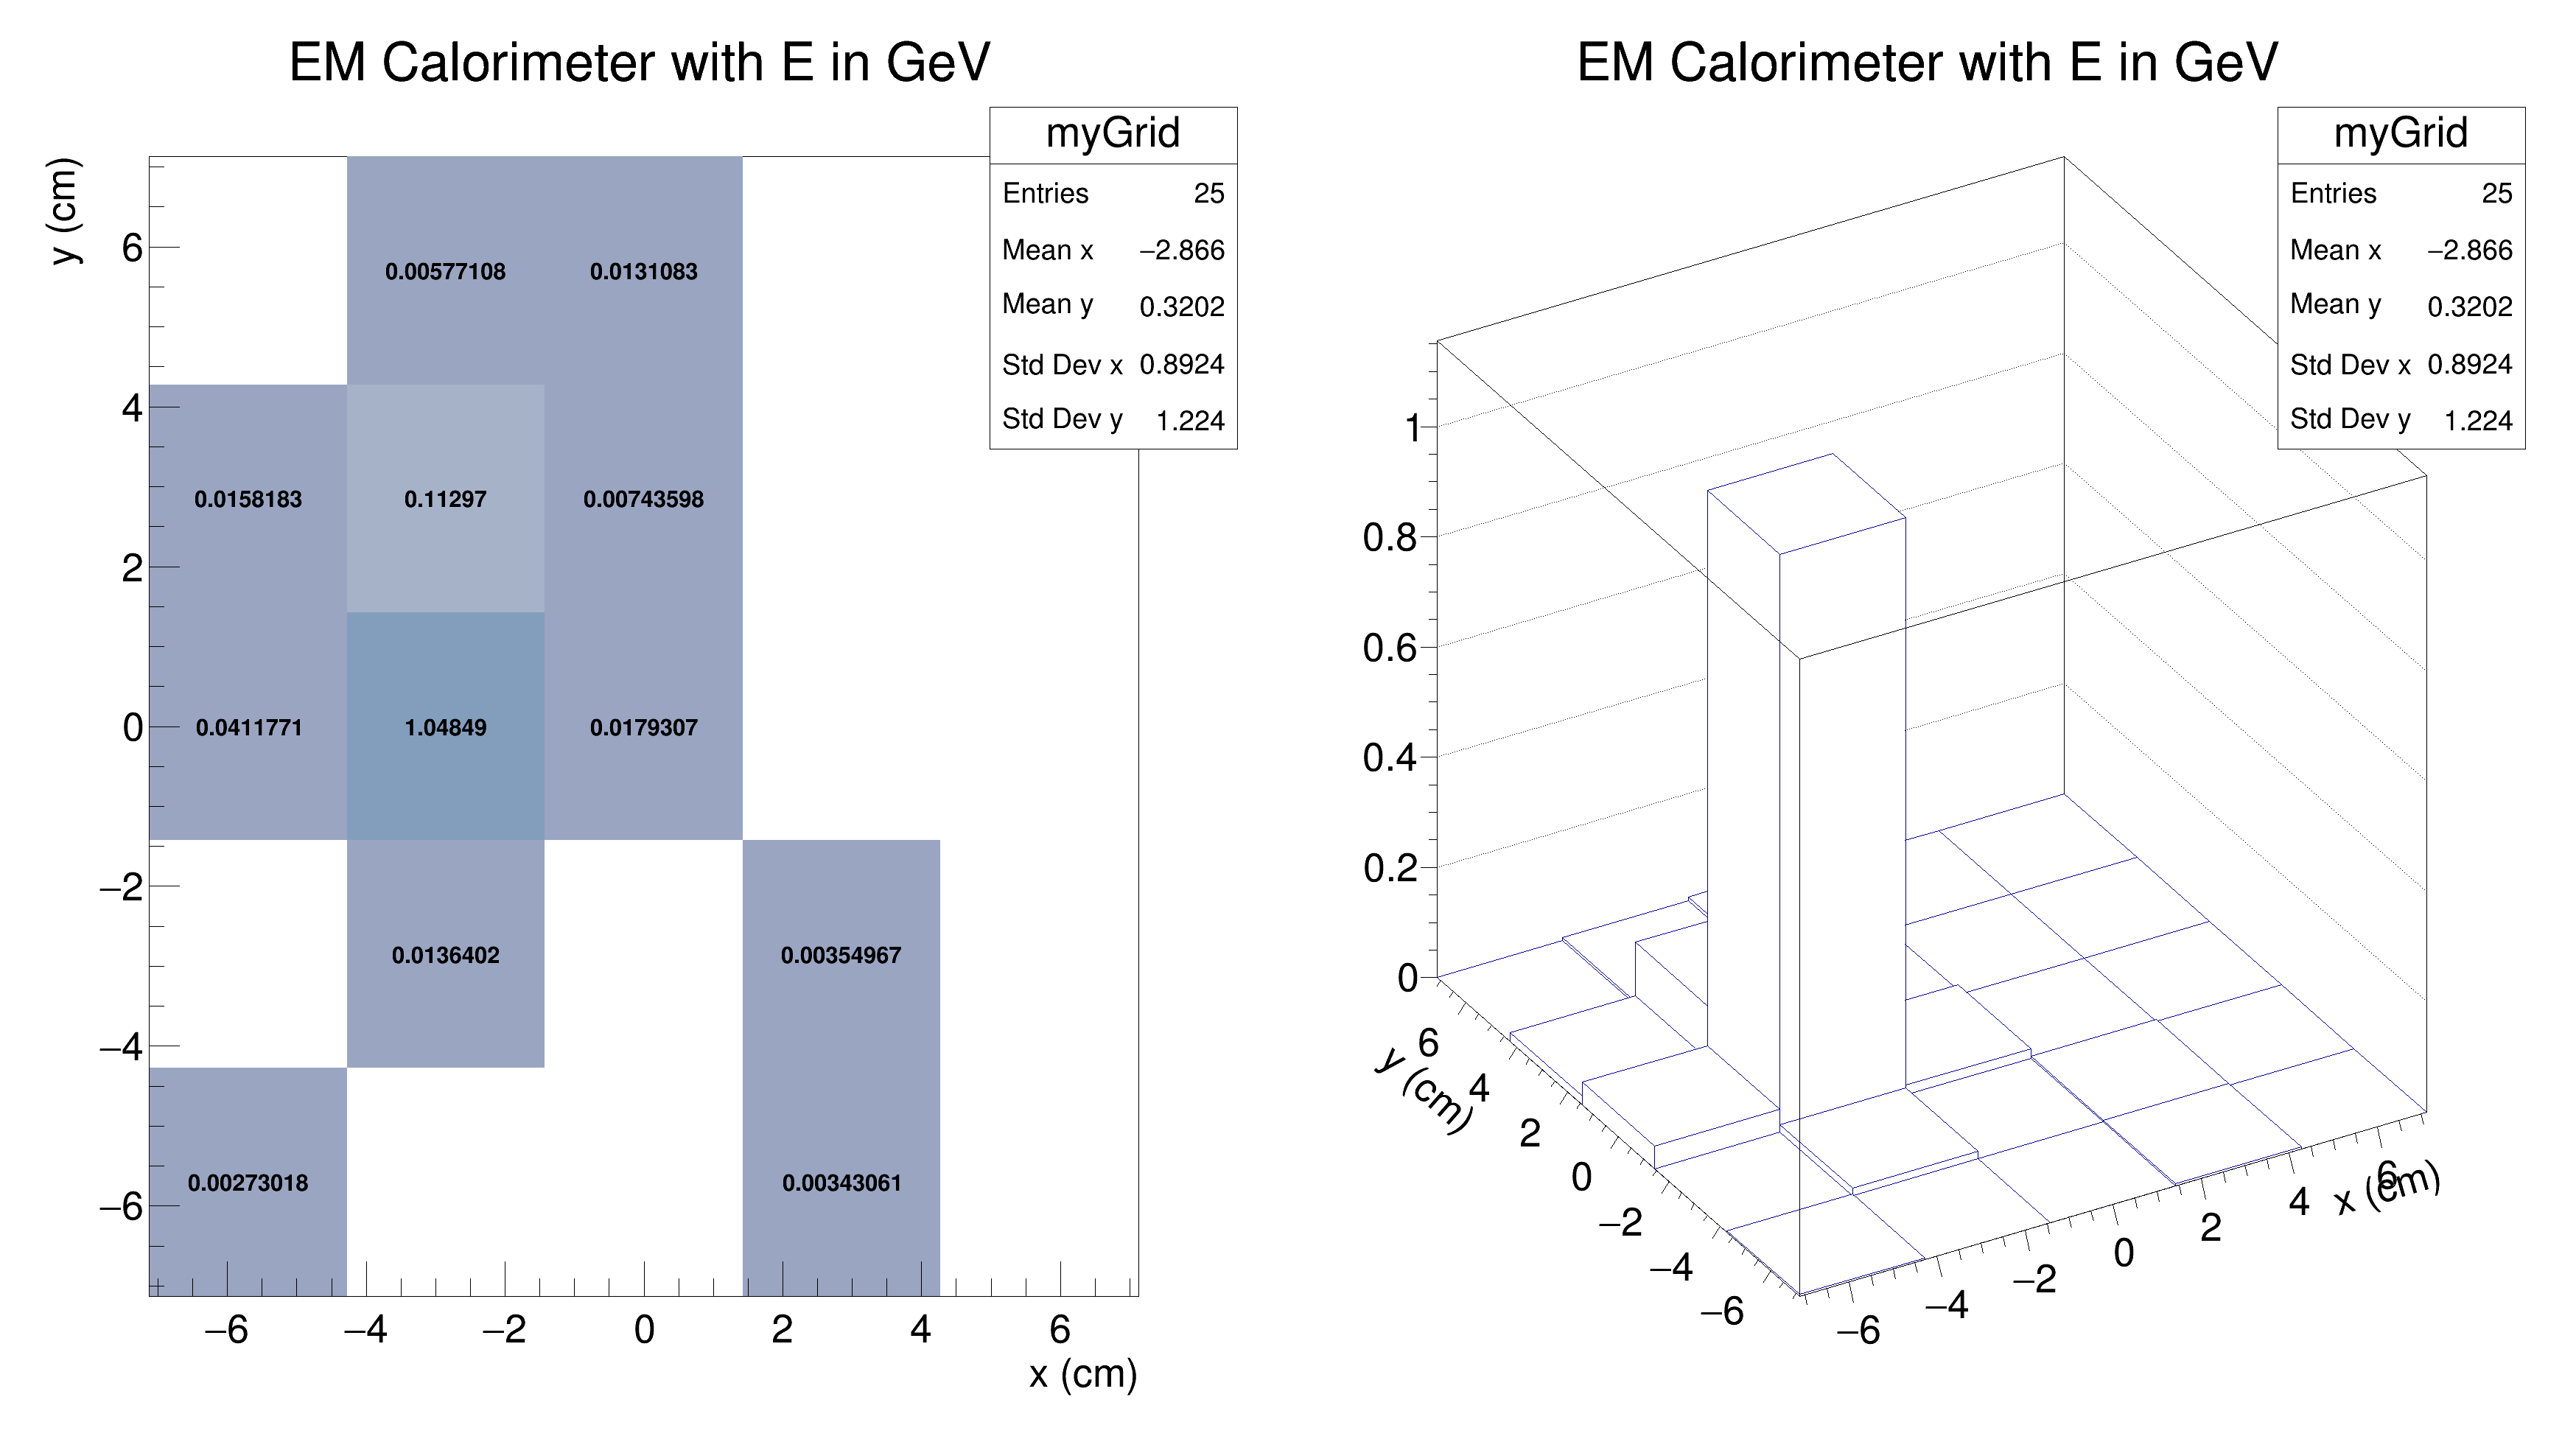 EM Calorimeter with E in GeV
myGrid
Entries 25
Mean x −2.866
Mean y 0.3202
Std Dev x 0.8924
Std Dev y 1.224
y (cm)
6
4
2
0
−2
−4
−6
0.00577108 0.0131083
0.0158183 0.11297 0.00743598
0.0411771 1.04849 0.0179307
0.0136402 0.00354967
0.00273018 0.00343061
−6 −4 −2 0 2 4 6
x (cm)
EM Calorimeter with E in GeV
myGrid
Entries 25
Mean x −2.866
Mean y 0.3202
Std Dev x 0.8924
Std Dev y 1.224
1
0.8
0.6
0.4
0.2
0
y (cm)
6
4
2
0
−2
−4
−6
−6 −4 −2 0 2 4 6
x (cm)